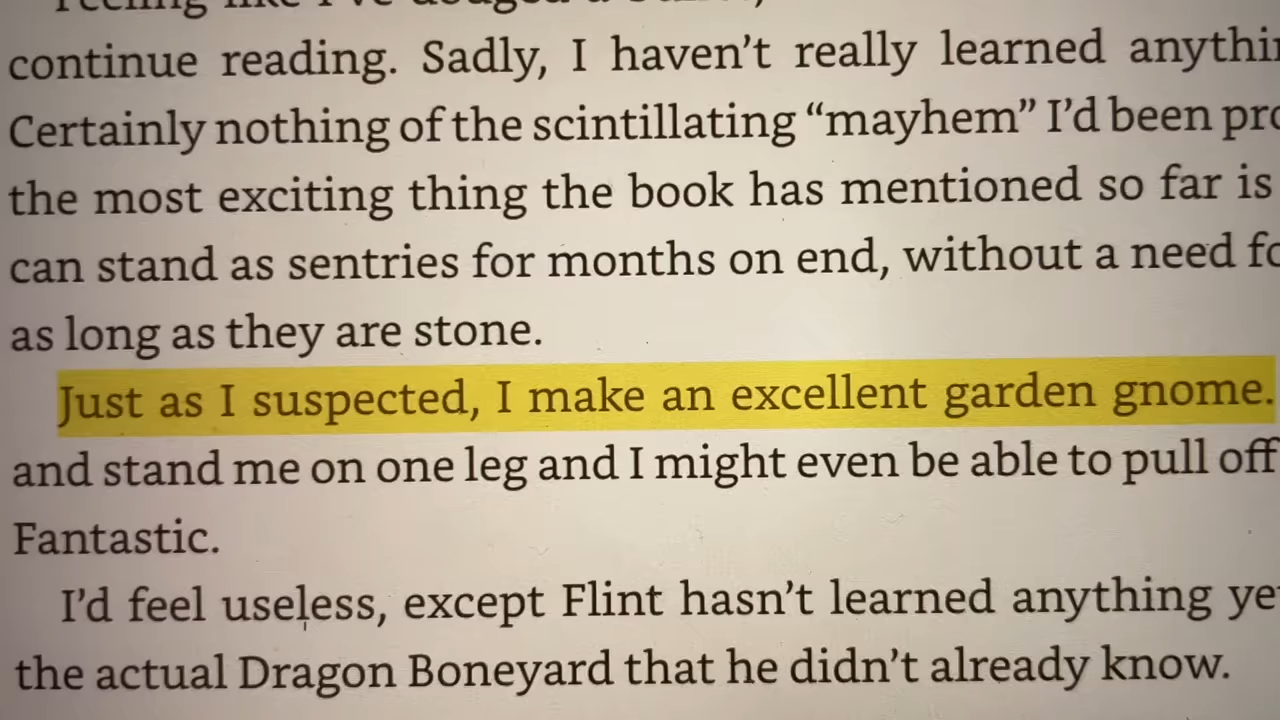 continue reading. Sadly, I haven't really learned
Certainly nothing of the scintillating “mayhem” I'd been
the most exciting thing the book has mentioned so far is
can stand as sentries for months on end, without a need
as long as they are stone.
Just as I suspected, I make an excellent garden gnome.
and stand me on one leg and I might even be able to pull off
Fantastic.
I'd feel useless, except Flint hasn't learned anything
the actual Dragon Boneyard that he didn't already know.